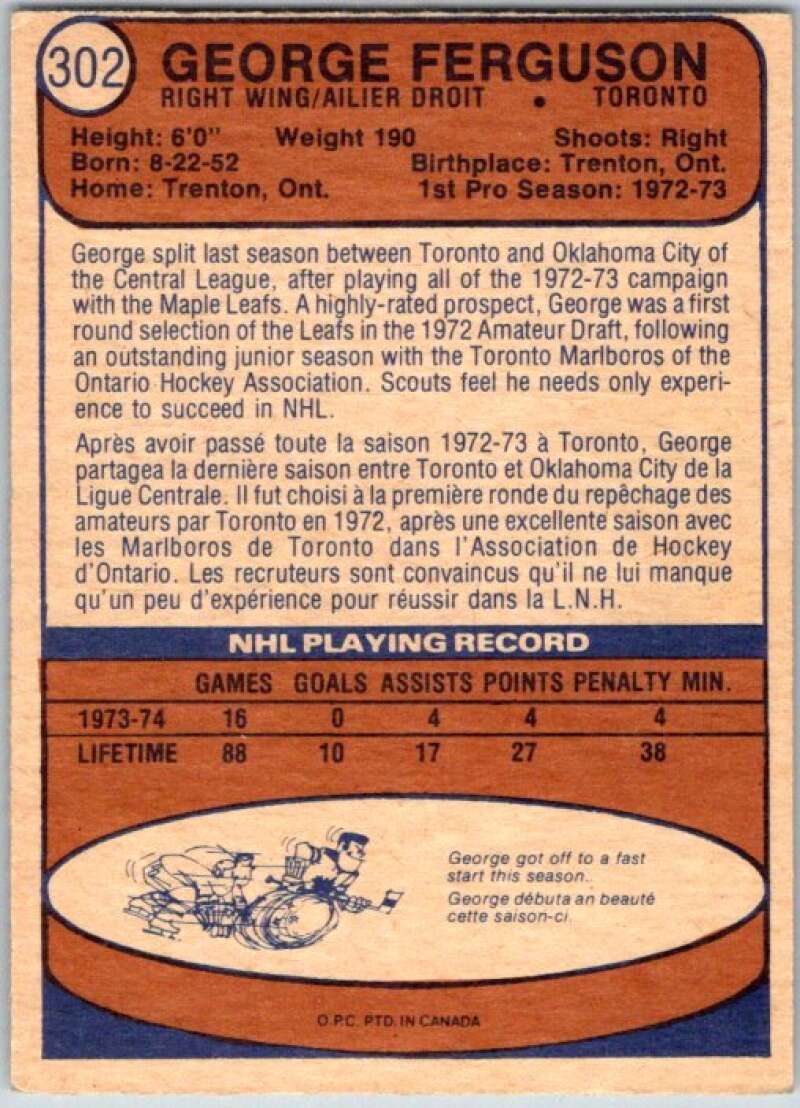 302
GEORGE FERGUSON
RIGHT WING/AILIER DROIT • TORONTO
Height: 6'0" Weight 190 Shoots: Right
Born: 8-22-52 Birthplace: Trenton, Ont.
Home: Trenton, Ont. 1st Pro Season: 1972-73
George split last season between Toronto and Oklahoma City of
the Central League, after playing all of the 1972-73 campaign
with the Maple Leafs. A highly-rated prospect, George was a first
round selection of the Leafs in the 1972 Amateur Draft, following
an outstanding junior season with the Toronto Marlboros of the
Ontario Hockey Association. Scouts feel he needs only experi-
ence to succeed in NHL.
Après avoir passé toute la saison 1972-73 à Toronto, George
partagea la dernière saison entre Toronto et Oklahoma City de la
Ligue Centrale. Il fut choisi à la première ronde du repêchage des
amateurs par Toronto en 1972, après une excellente saison avec
les Marlboros de Toronto dans l'Association de Hockey
d'Ontario. Les recruteurs sont convaincus qu'il ne lui manque
qu'un peu d'expérience pour réussir dans la L.N.H.
NHL PLAYING RECORD
GAMES GOALS ASSISTS POINTS PENALTY MIN.
1973-74 16 0 4 4 4
LIFETIME 88 10 17 27 38
George got off to a fast
start this season.
George débuta an beauté
cette saison-ci.
O.P.C. PTD. IN CANADA